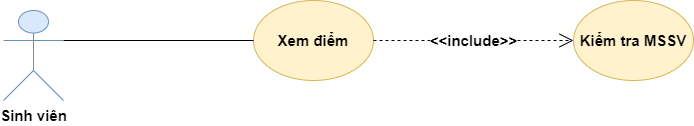 Xem điểm
<<include>>
Kiểm tra MSSV
Sinh viên